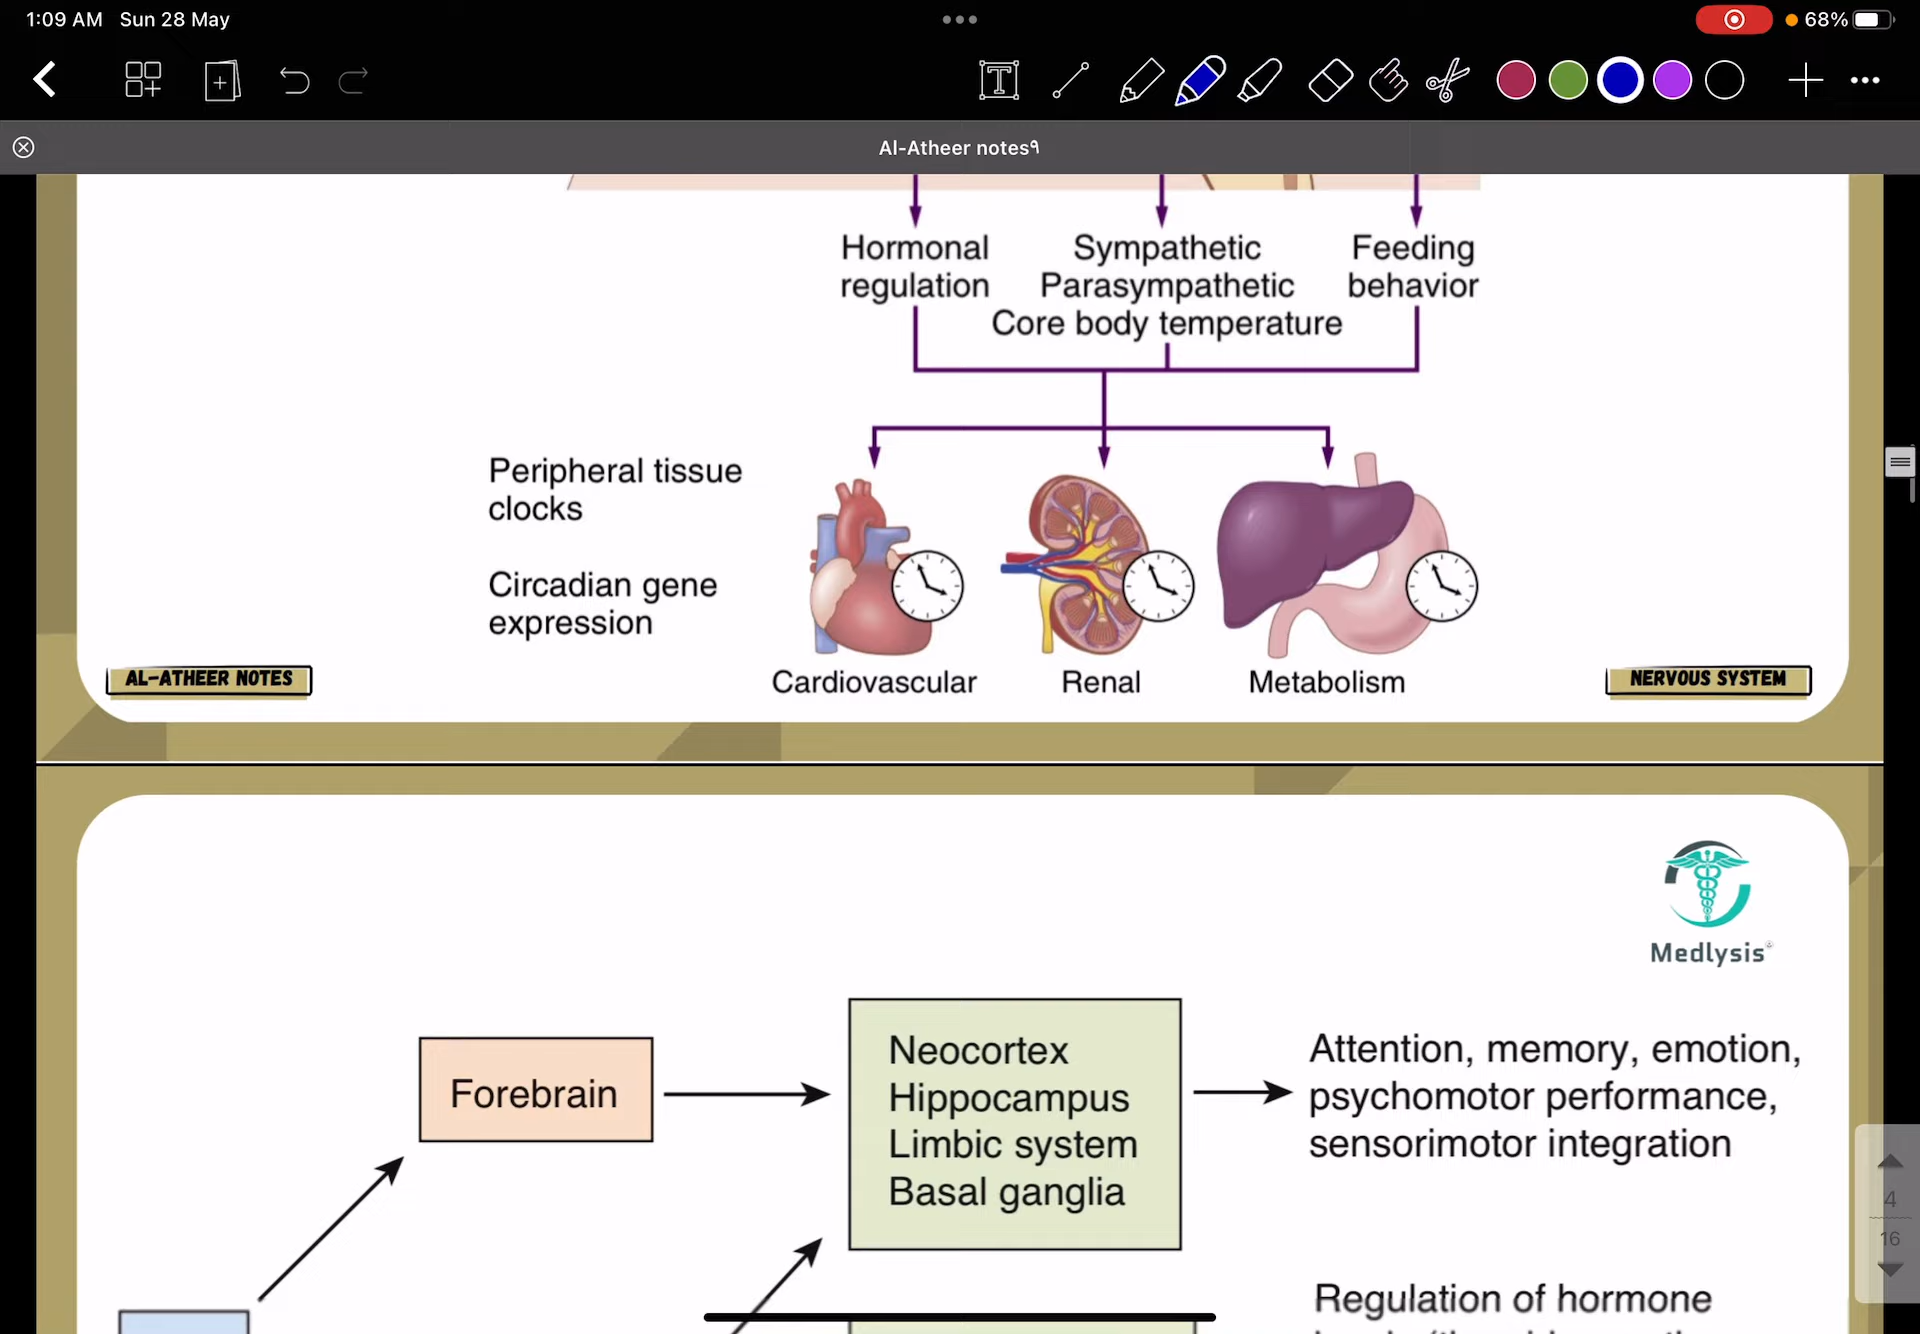 1:09 AM Sun 28 May
68%
T
Al-Atheer notes٩
Hormonal
regulation
Sympathetic
Parasympathetic
Core body temperature
Feeding
behavior
Peripheral tissue
clocks
Circadian gene
expression
Cardiovascular
Renal
Metabolism
AL-ATHEER NOTES
NERVOUS SYSTEM
Medlysis
Forebrain
Neocortex
Hippocampus
Limbic system
Basal ganglia
Attention, memory, emotion,
psychomotor performance,
sensorimotor integration
4
16
Regulation of hormone